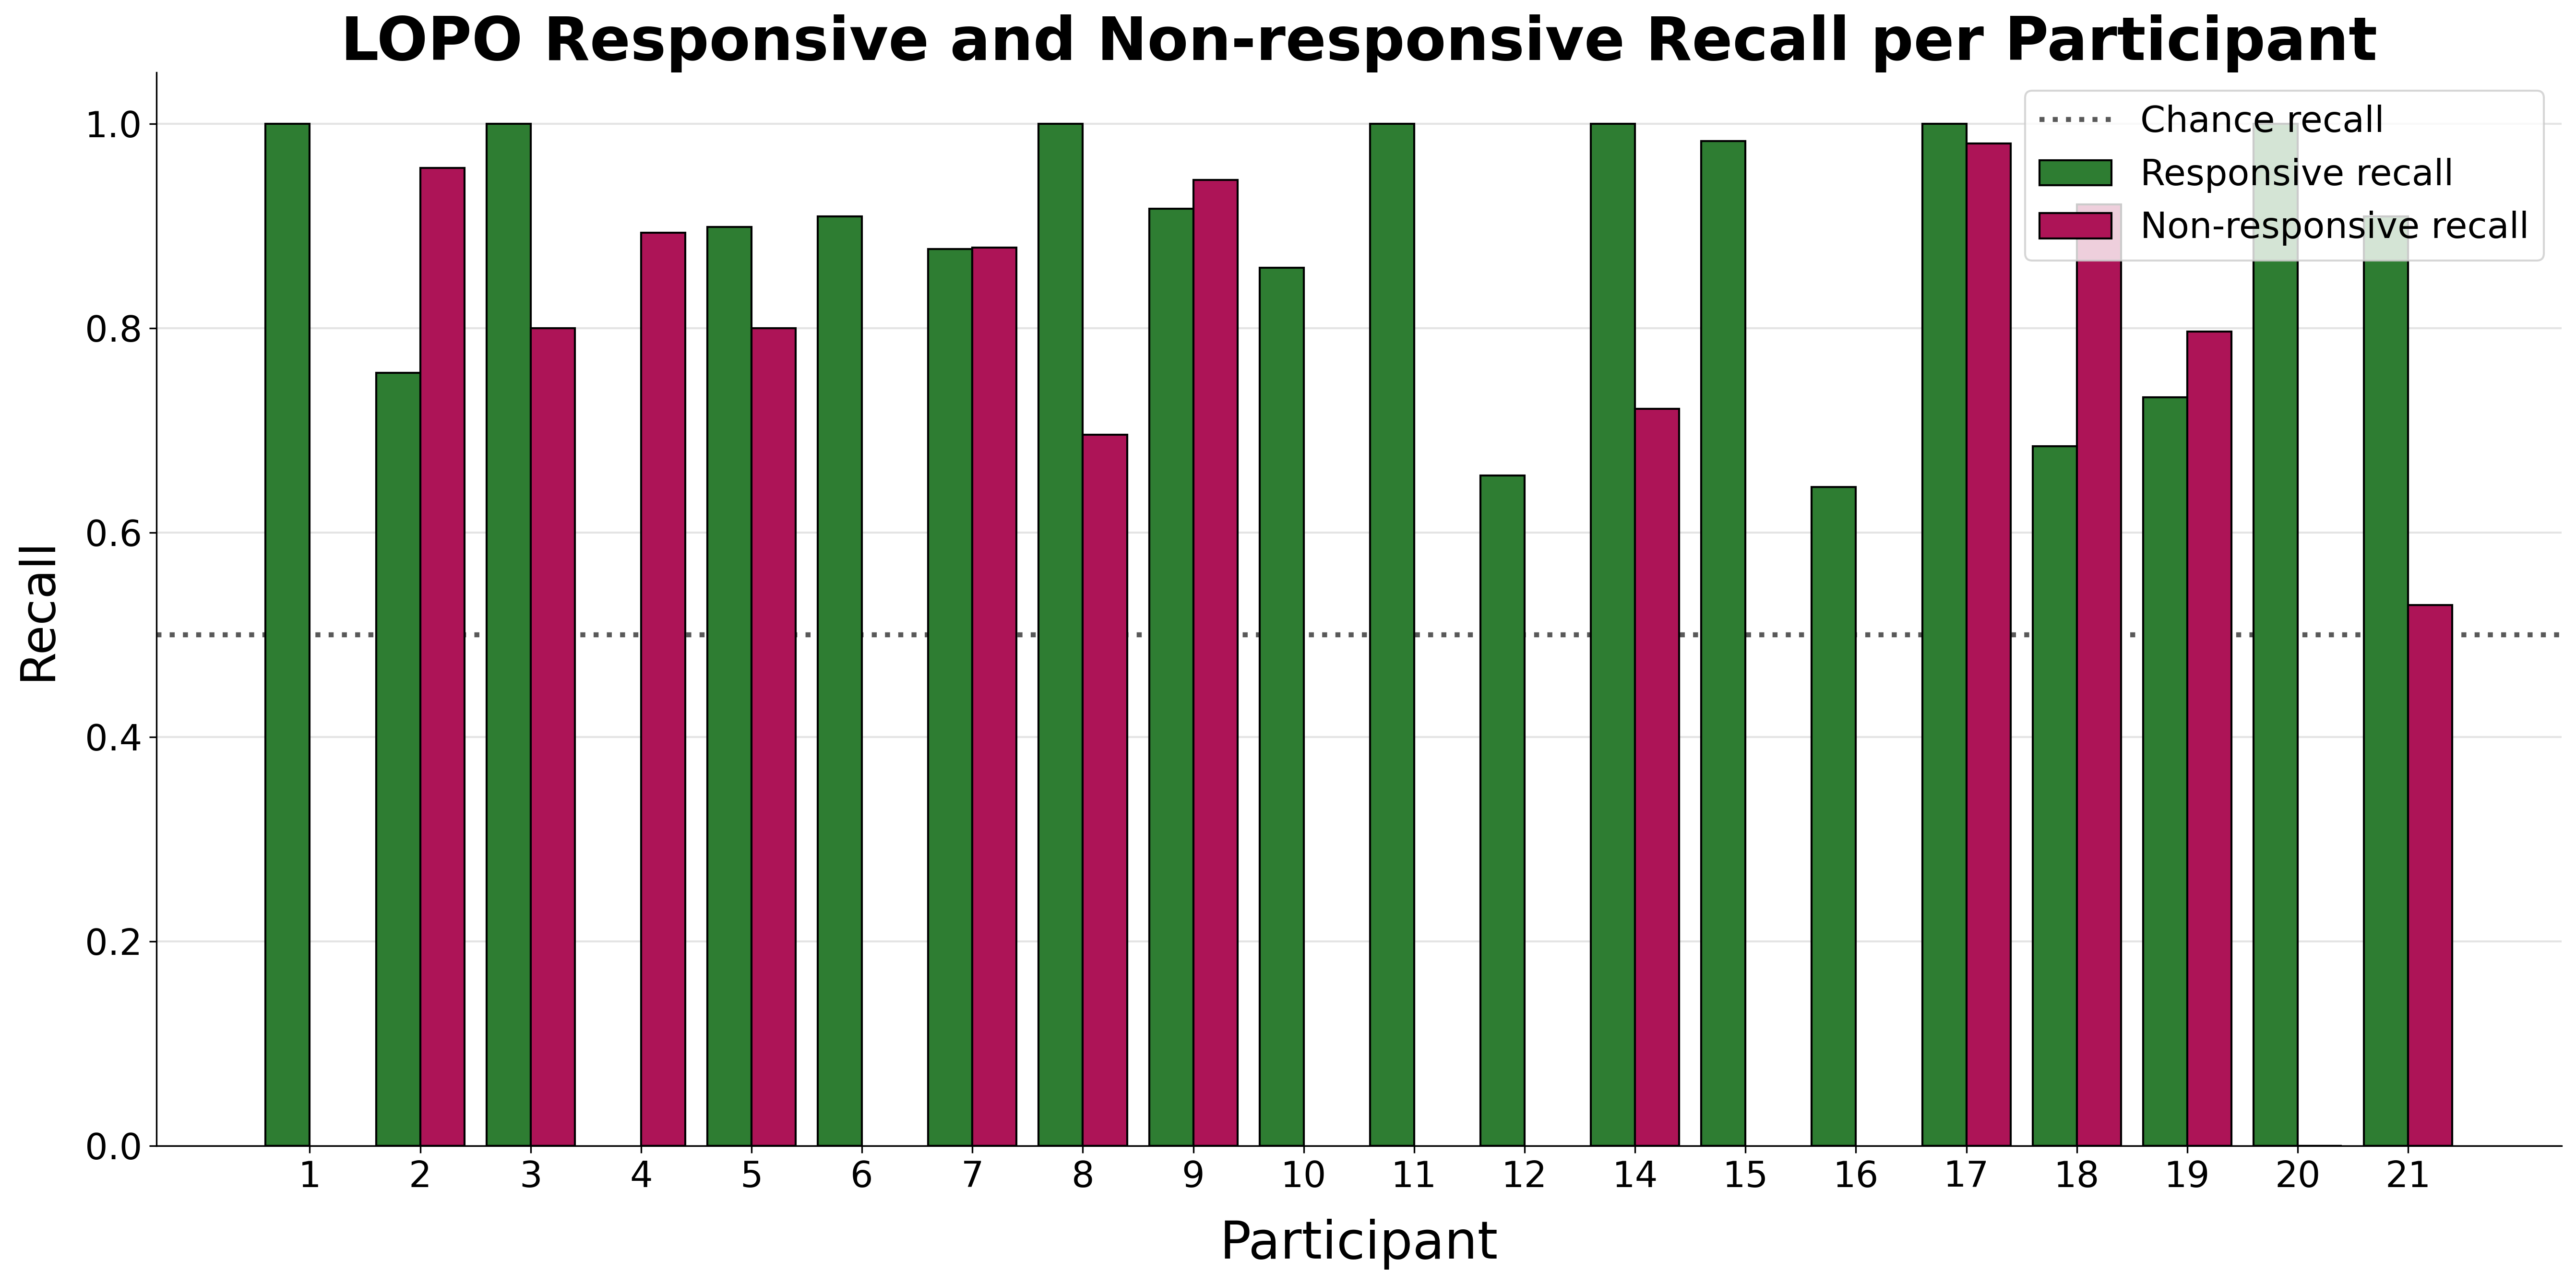 LOPO Responsive and Non-responsive Recall per Participant
Chance recall
Responsive recall
Non-responsive recall
Recall
1.0
0.8
0.6
0.4
0.2
0.0
1 2 3 4 5 6 7 8 9 10 11 12 14 15 16 17 18 19 20 21
Participant